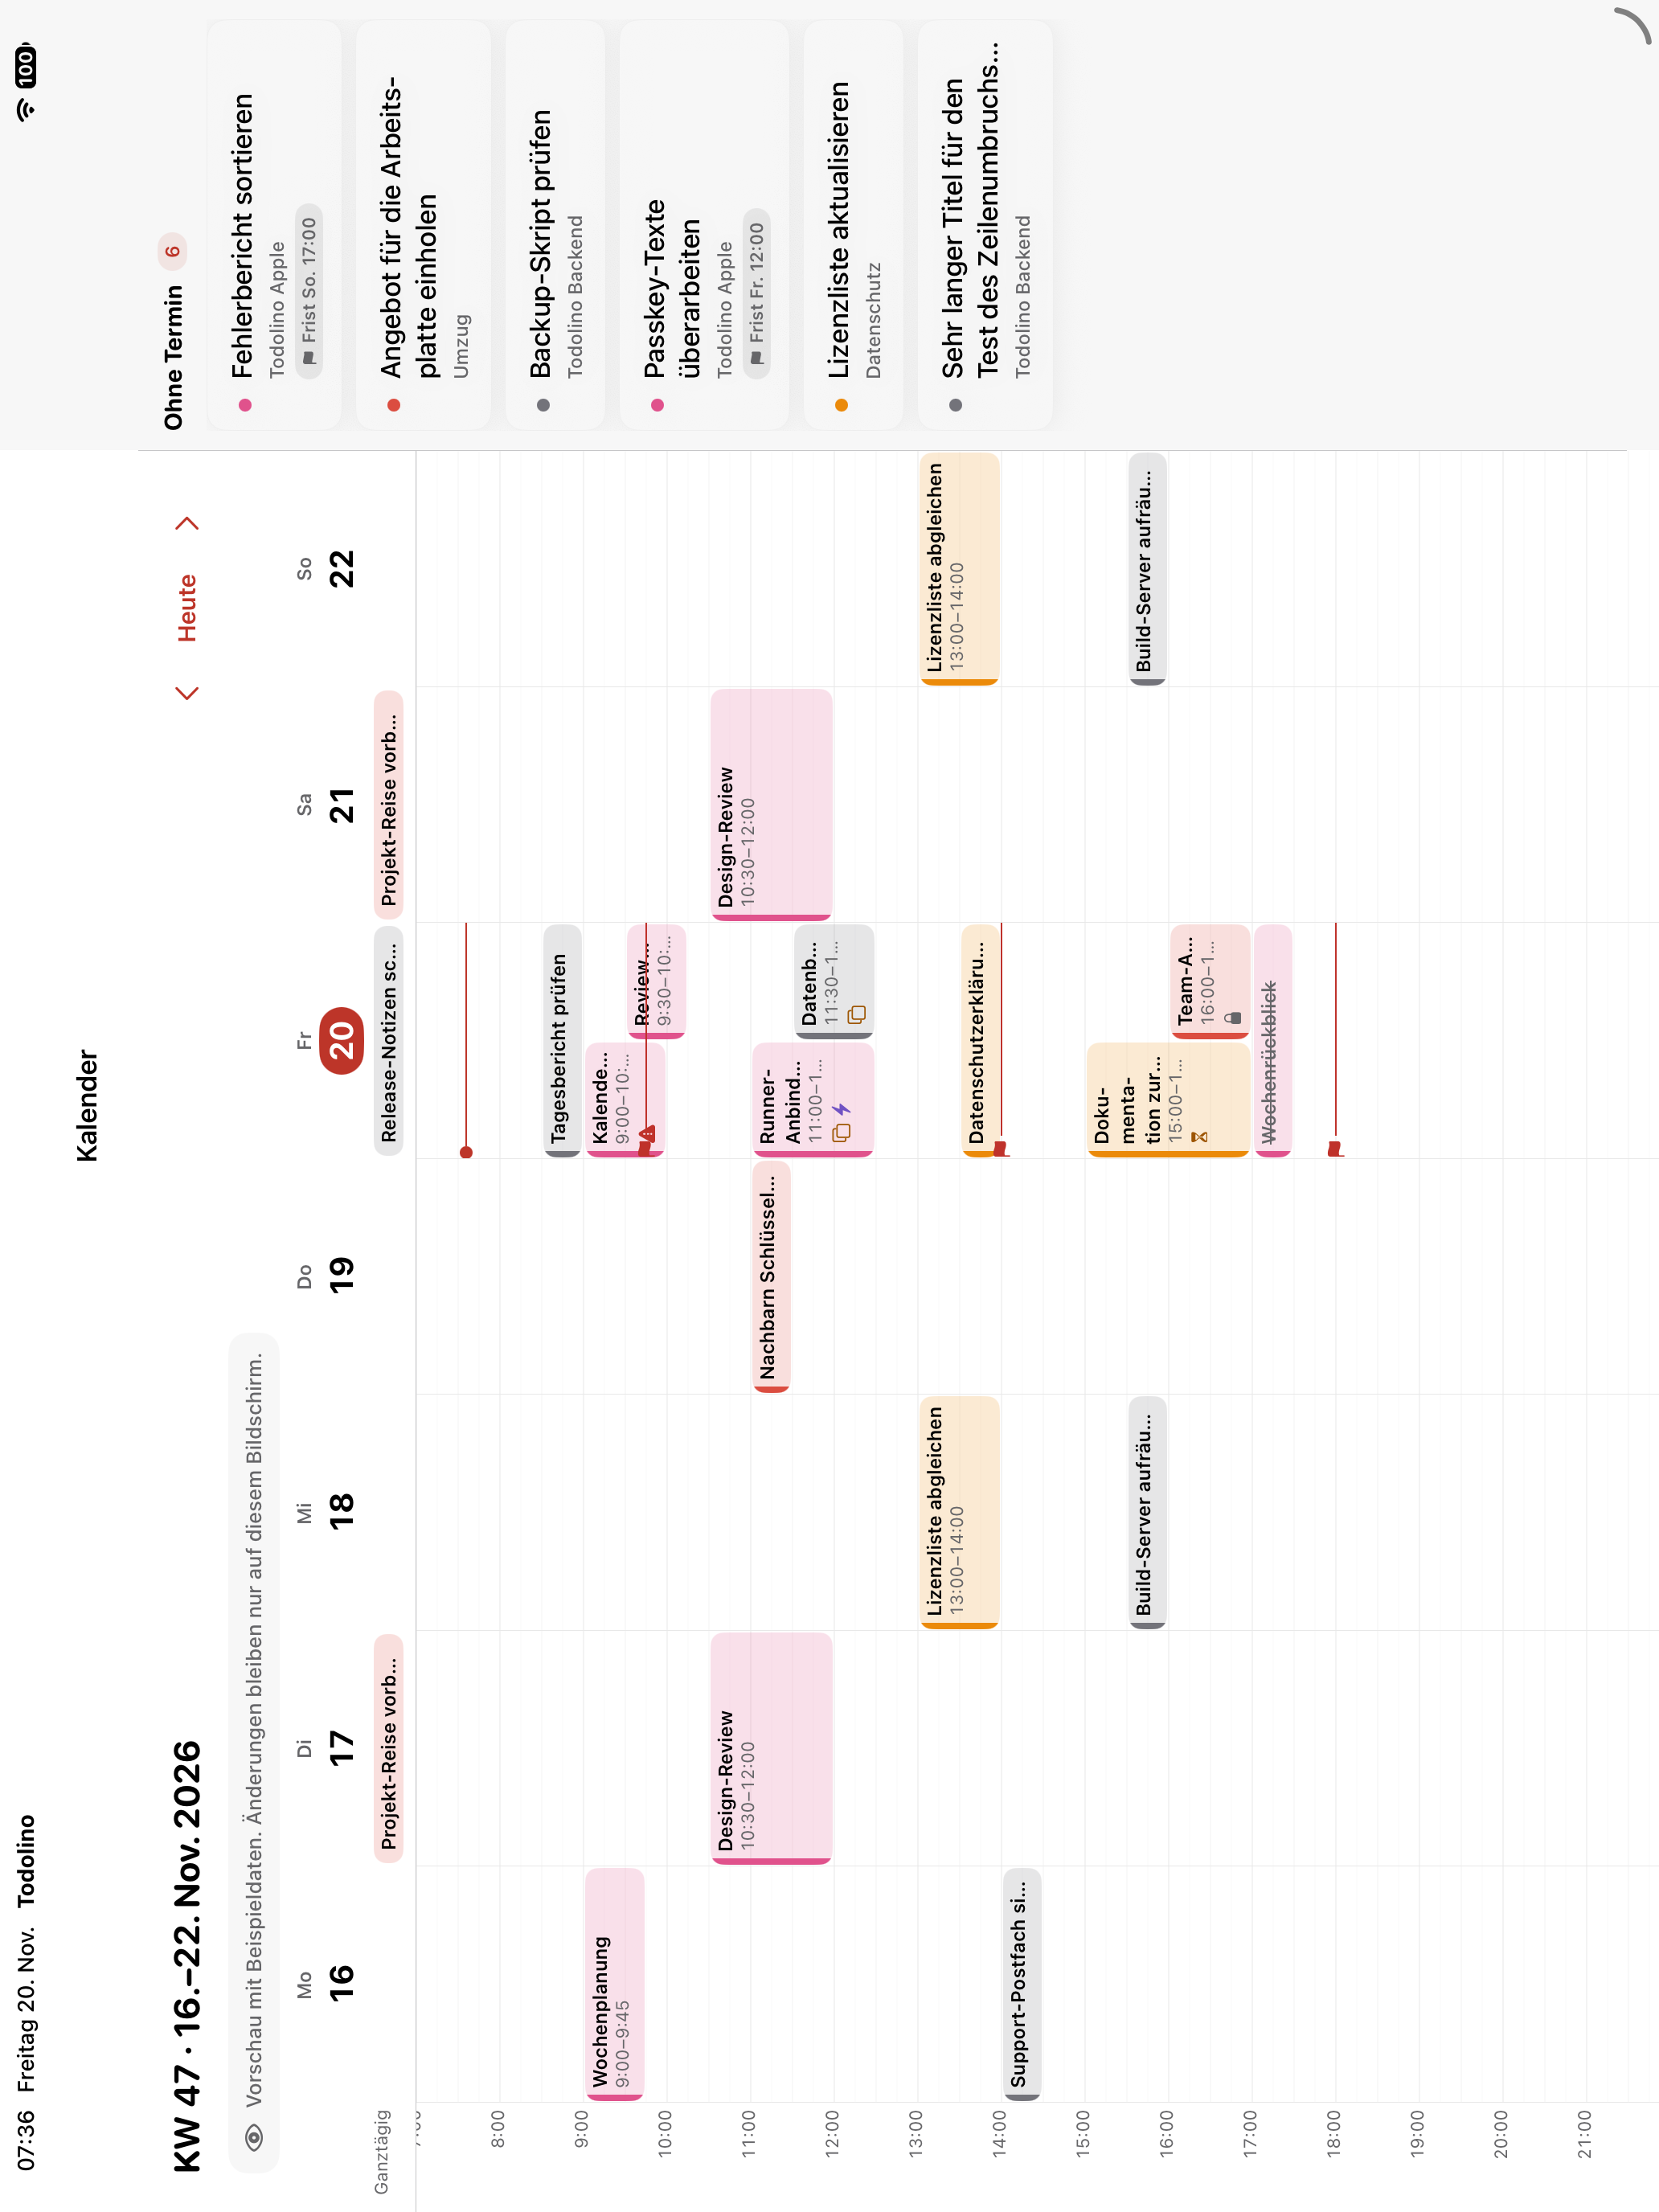 07:36 Freitag 20. Nov. Todolino
100
Kalender
KW 47 · 16.–22. Nov. 2026
Heute
Vorschau mit Beispieldaten. Änderungen bleiben nur auf diesem Bildschirm.
Mo
16
Di
17
Mi
18
Do
19
Fr
20
Sa
21
So
22
Ganztägig
Projekt-Reise vorb…
Release-Notizen sc…
Projekt-Reise vorb…
8:00
9:00
10:00
11:00
12:00
13:00
14:00
15:00
16:00
17:00
18:00
19:00
20:00
21:00
Wochenplanung
9:00–9:45
Support-Postfach si…
Design-Review
10:30–12:00
Lizenzliste abgleichen
13:00–14:00
Build-Server aufräu…
Nachbarn Schlüssel…
Tagesbericht prüfen
Kalende…
9:00–10:…
Review…
9:30–10:…
Runner-
Anbind…
11:00–1…
Datenb…
11:30–1…
Datenschutzerkläru…
Doku-
menta-
tion zur…
15:00–1…
Team-A…
16:00–1…
Wochenrückblick
Design-Review
10:30–12:00
Lizenzliste abgleichen
13:00–14:00
Build-Server aufräu…
Ohne Termin 6
Fehlerbericht sortieren
Todolino Apple
Frist So. 17:00
Angebot für die Arbeits-
platte einholen
Umzug
Backup-Skript prüfen
Todolino Backend
Passkey-Texte
überarbeiten
Todolino Apple
Frist Fr. 12:00
Lizenzliste aktualisieren
Datenschutz
Sehr langer Titel für den
Test des Zeilenumbruchs…
Todolino Backend